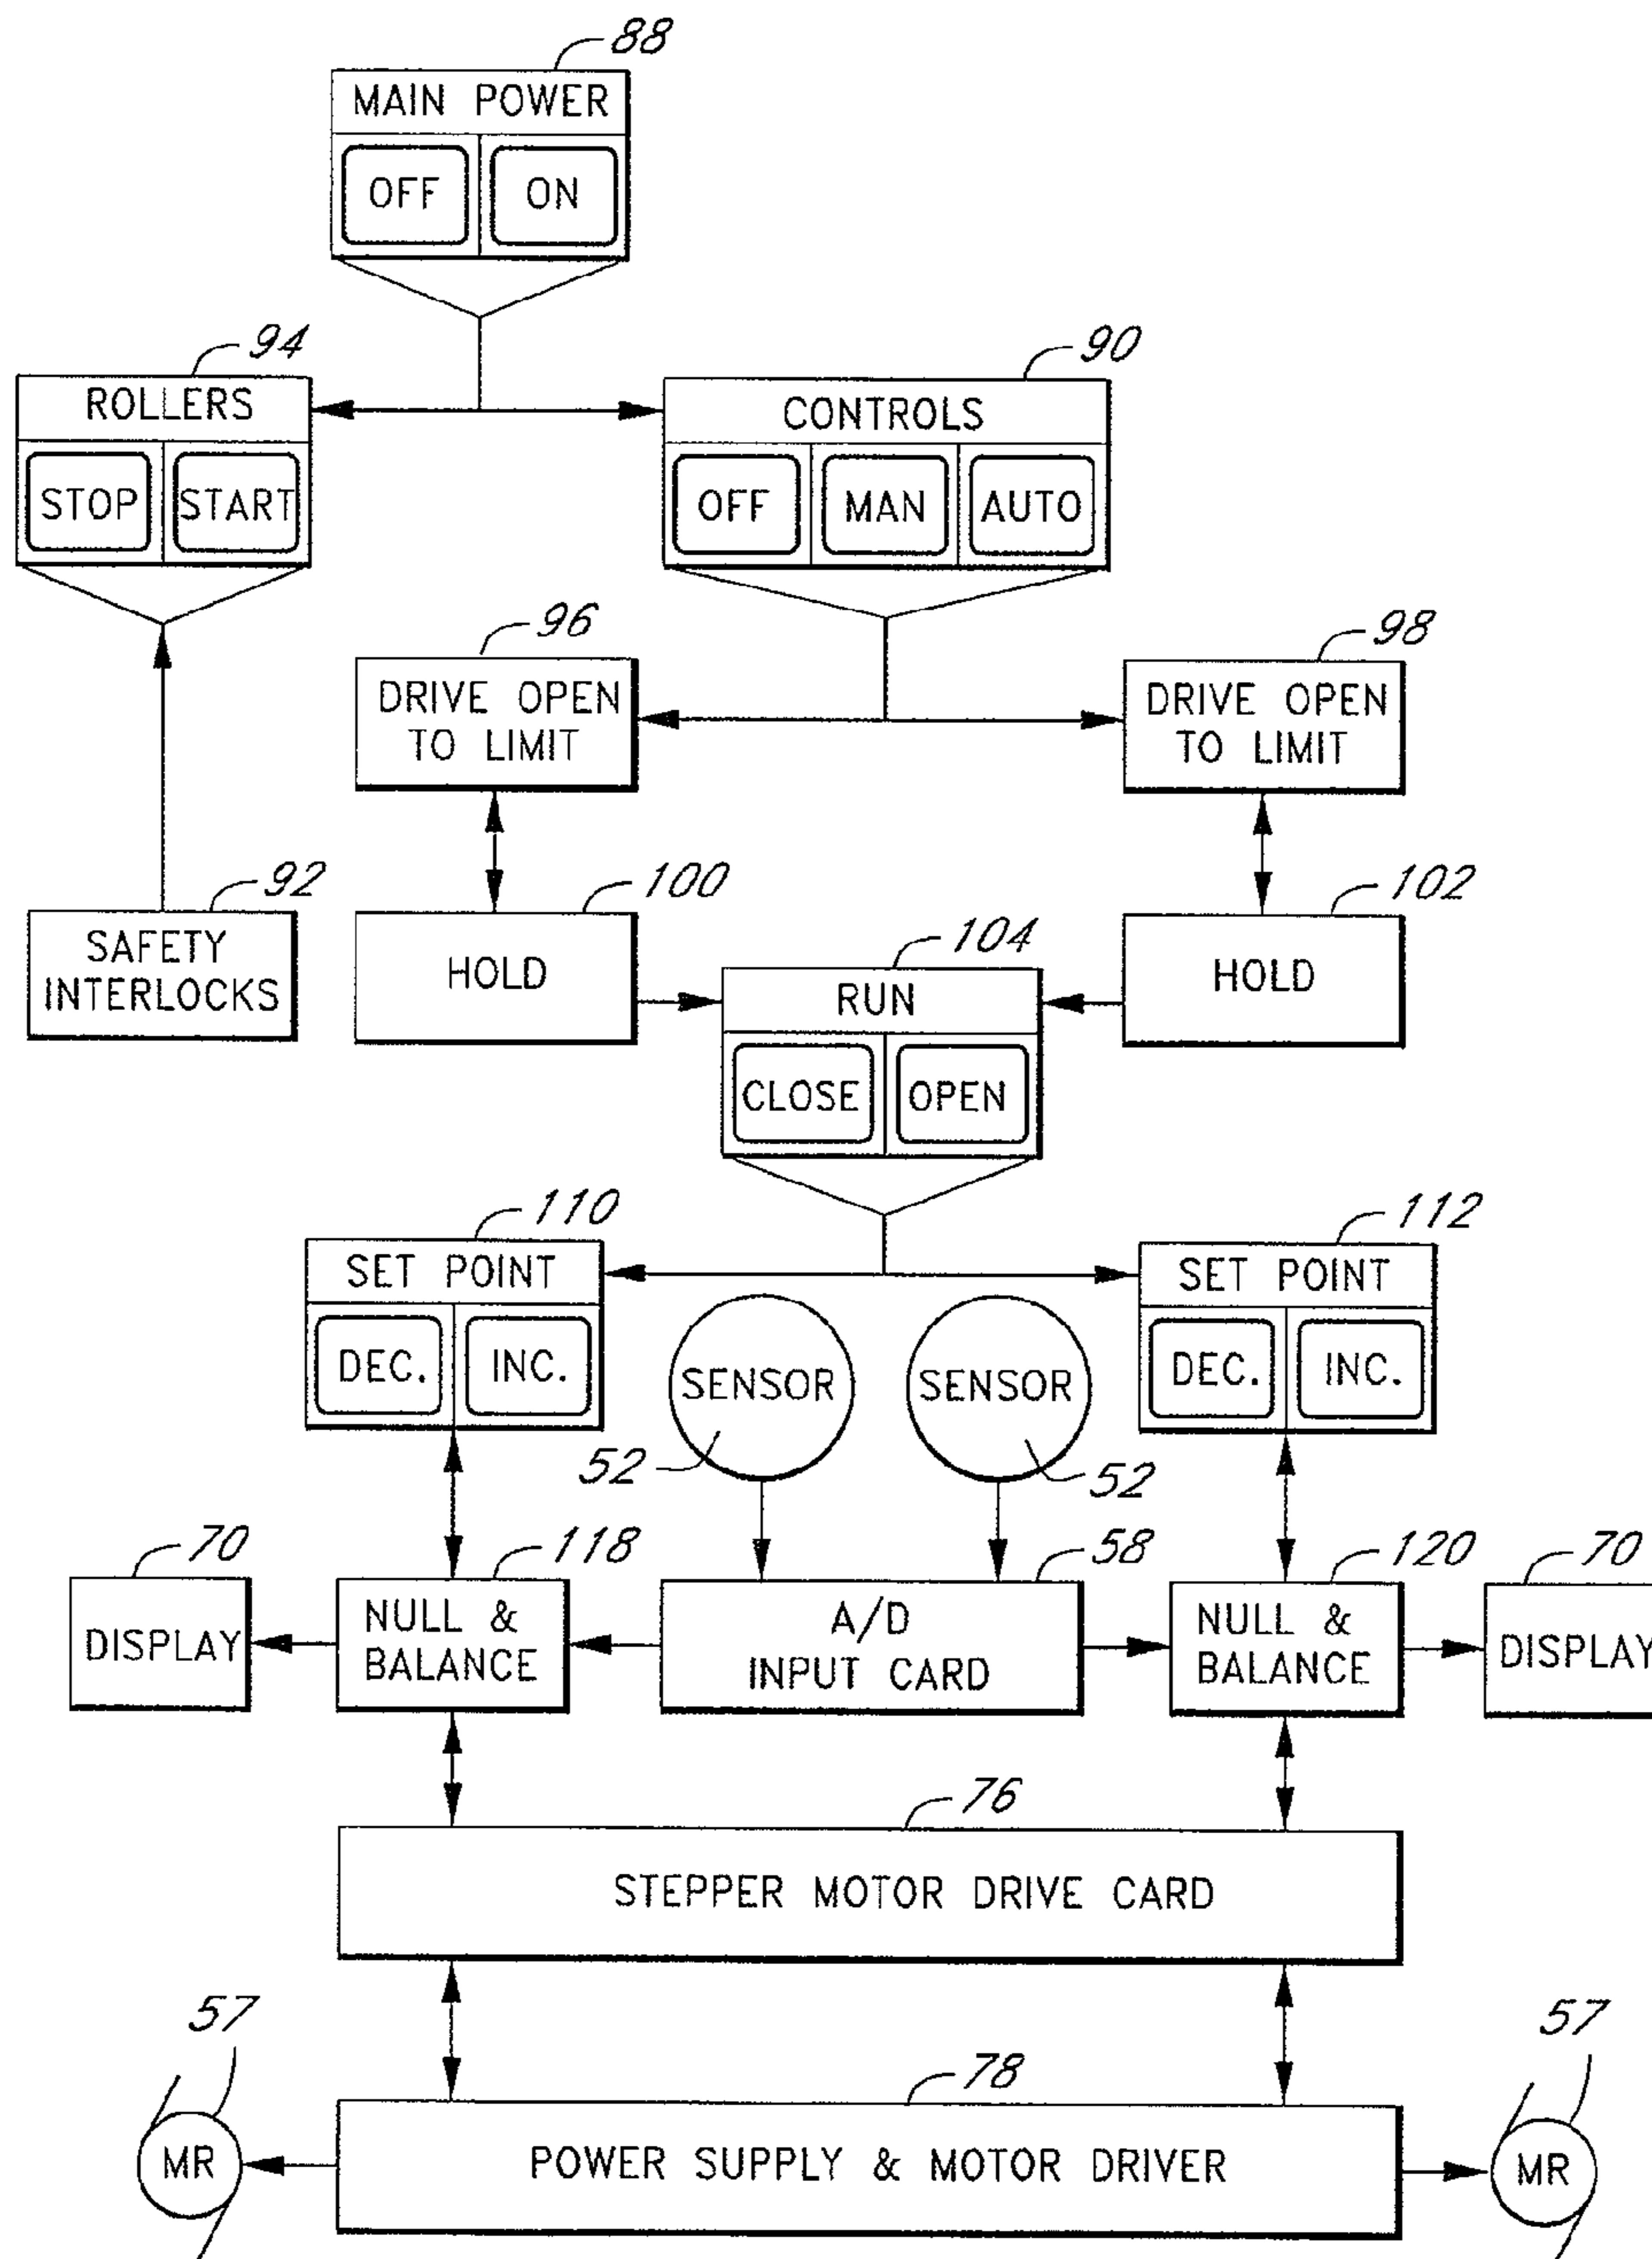 88
MAIN POWER
OFF ON
94
90
ROLLERS
CONTROLS
STOP START
OFF MAN AUTO
96
98
DRIVE OPEN
TO LIMIT
DRIVE OPEN
TO LIMIT
92
100
102
SAFETY
INTERLOCKS
HOLD
104
HOLD
RUN
CLOSE OPEN
110
112
SET POINT
SET POINT
DEC. INC.
SENSOR
SENSOR
DEC. INC.
52
52
70
118
58
120
70
DISPLAY
NULL &
BALANCE
A/D
INPUT CARD
NULL &
BALANCE
DISPLAY
76
STEPPER MOTOR DRIVE CARD
57
57
78
MR
POWER SUPPLY & MOTOR DRIVER
MR